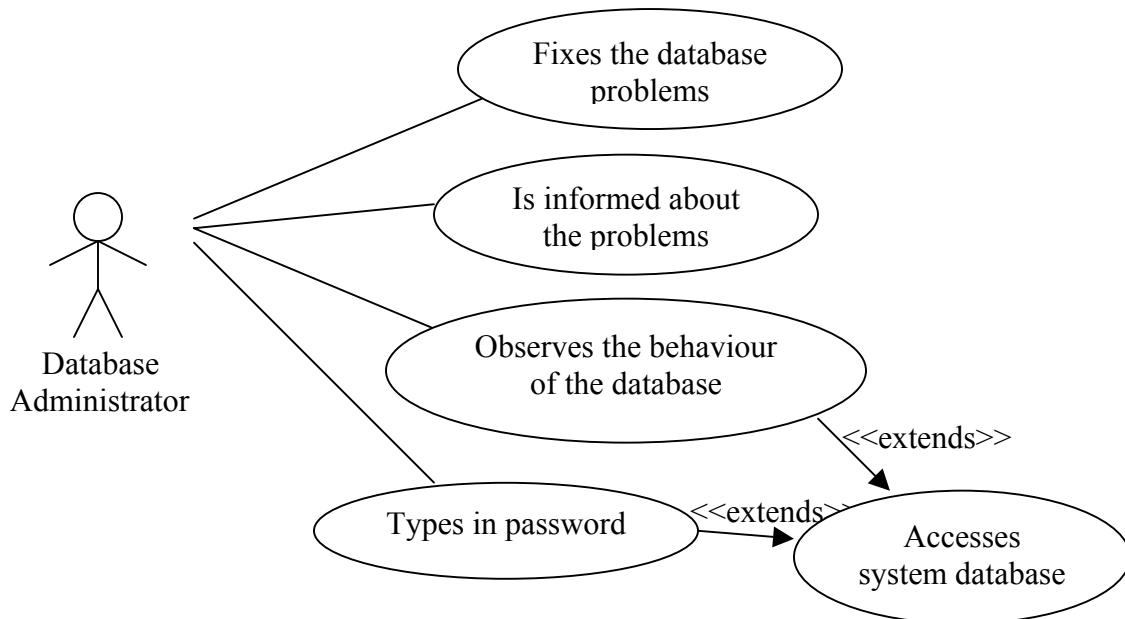 Fixes the database
problems
Is informed about
the problems
Database
Administrator
Observes the behaviour
of the database
<<extends>>
Types in password
<<extends>>
Accesses
system database